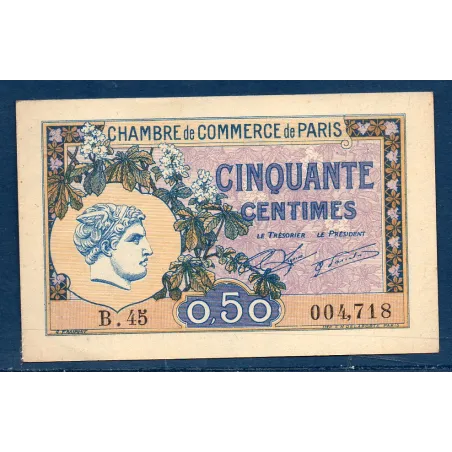 CHAMBRE de COMMERCE de PARIS
CINQUANTE
CENTIMES
LE TRÉSORIER LE PRÉSIDENT
B.45 0,50 004,718